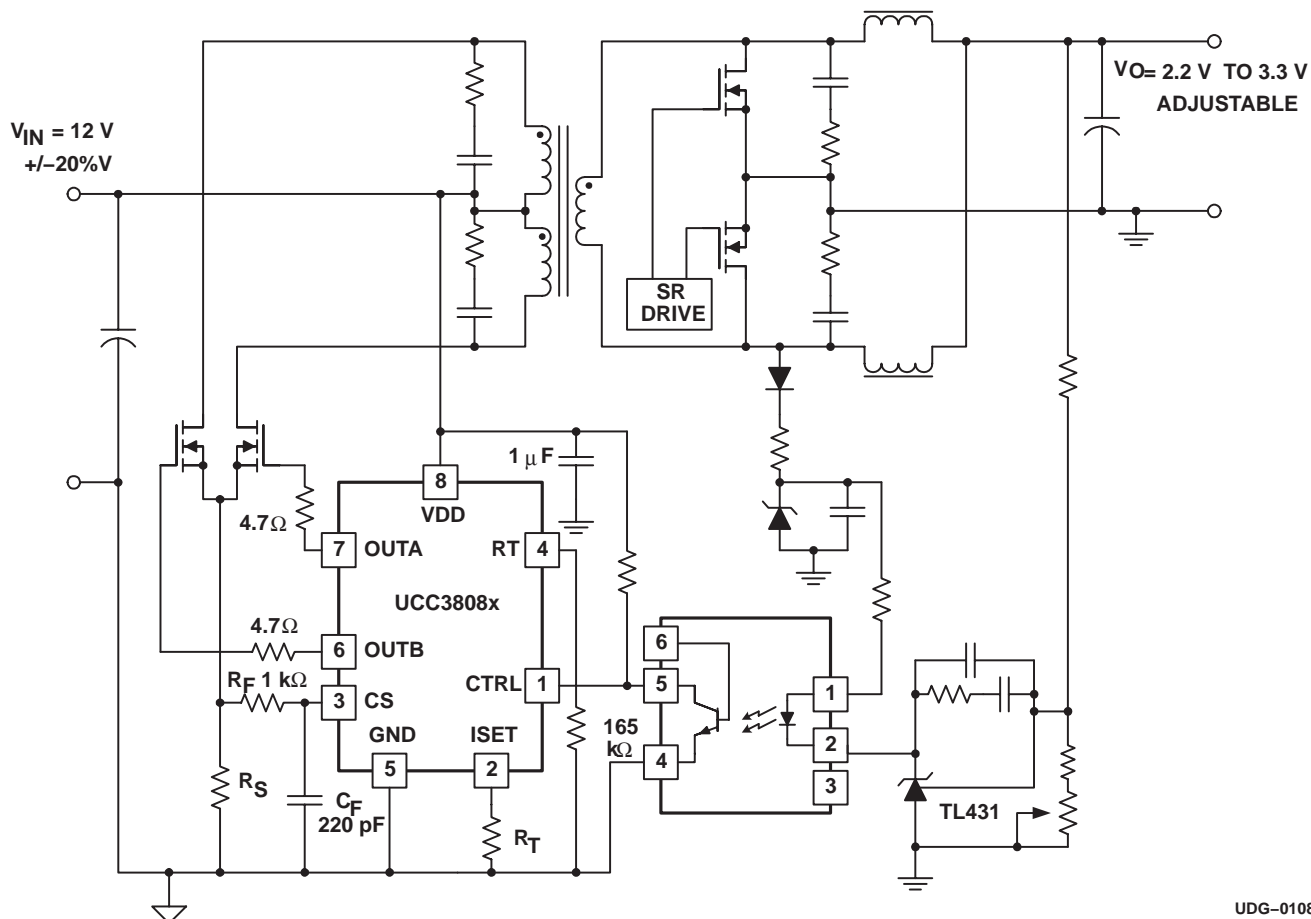 VO= 2.2 V TO 3.3 V
ADJUSTABLE
VIN = 12 V
+/−20%V
SR
DRIVE
1 μF
8
VDD
4.7Ω
7 OUTA
RT 4
UCC3808x
4.7Ω
6 OUTB
RF 1 kΩ
3 CS
CTRL 1
GND
5
ISET
2
RS
CF
220 pF
RT
165
kΩ
6
5
4
1
2
3
TL431
UDG−0108